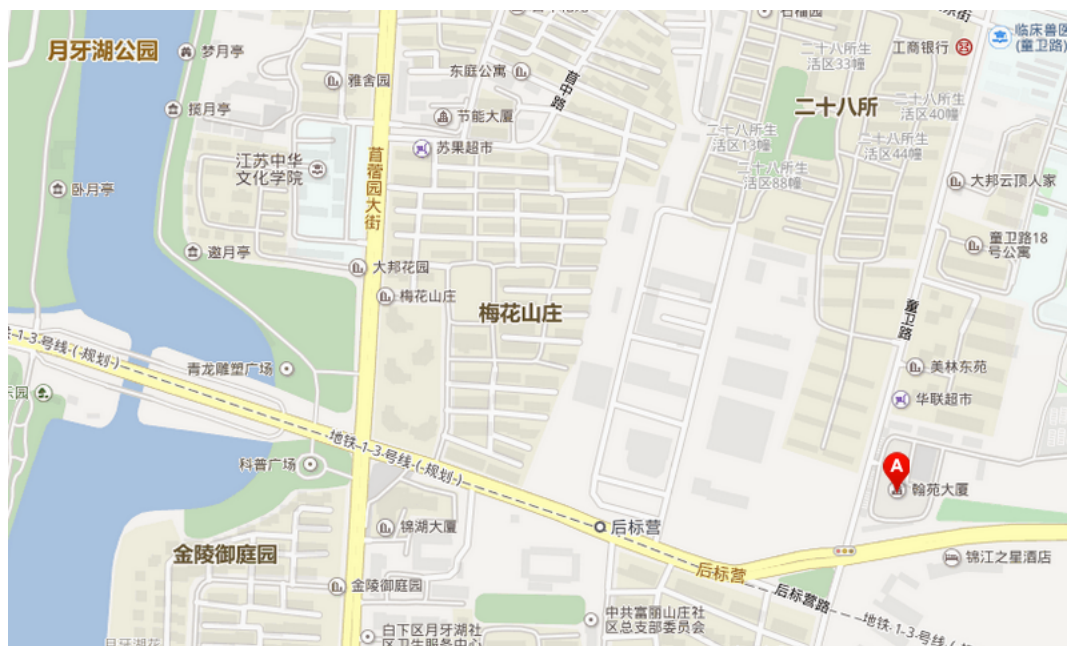 月牙湖公园
梦月亭
揽月亭
卧月亭
邀月亭
雅舍园
东庭公寓
节能大厦
苏果超市
江苏中华
文化学院
苜蓿园大街
苜中路
大邦花园
梅花山庄
梅花山庄
石榴园
二十八所生
活区33幢
工商银行
临床兽医
(童卫路)
二十八所
二十八所生
活区40幢
二十八所生
活区13幢
二十八所生
活区44幢
二十八所生
活区88幢
大邦云顶人家
童卫路18
号公寓
童卫路
美林东苑
华联超市
A
翰苑大厦
铁-1-3-号线-(-规划-)
青龙雕塑广场
乐园
地铁-1-3-号线-(-规划-)
科普广场
锦湖大厦
后标营
金陵御庭园
金陵御庭园
后标营
后标营路
锦江之星酒店
地铁-1-3-号线-(-规
中共富丽山庄社
区总支部委员会
白下区月牙湖社
区卫生服务中心
月牙湖花